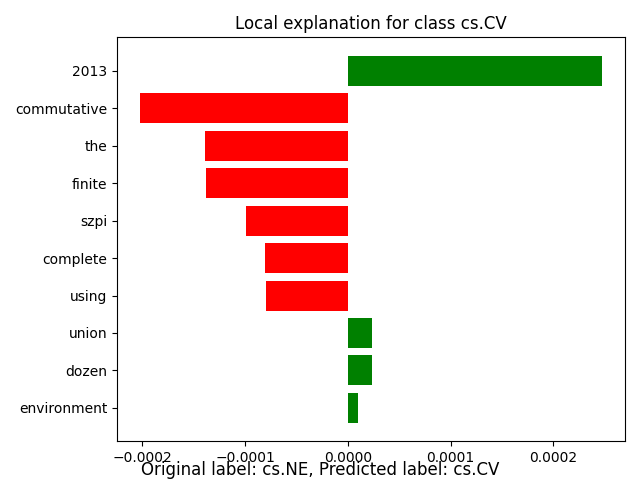 Local explanation for class cs.CV
2013
commutative
the
finite
szpi
complete
using
union
dozen
environment
−0.0002 −0.0001 0.0000 0.0001 0.0002
Original label: cs.NE, Predicted label: cs.CV